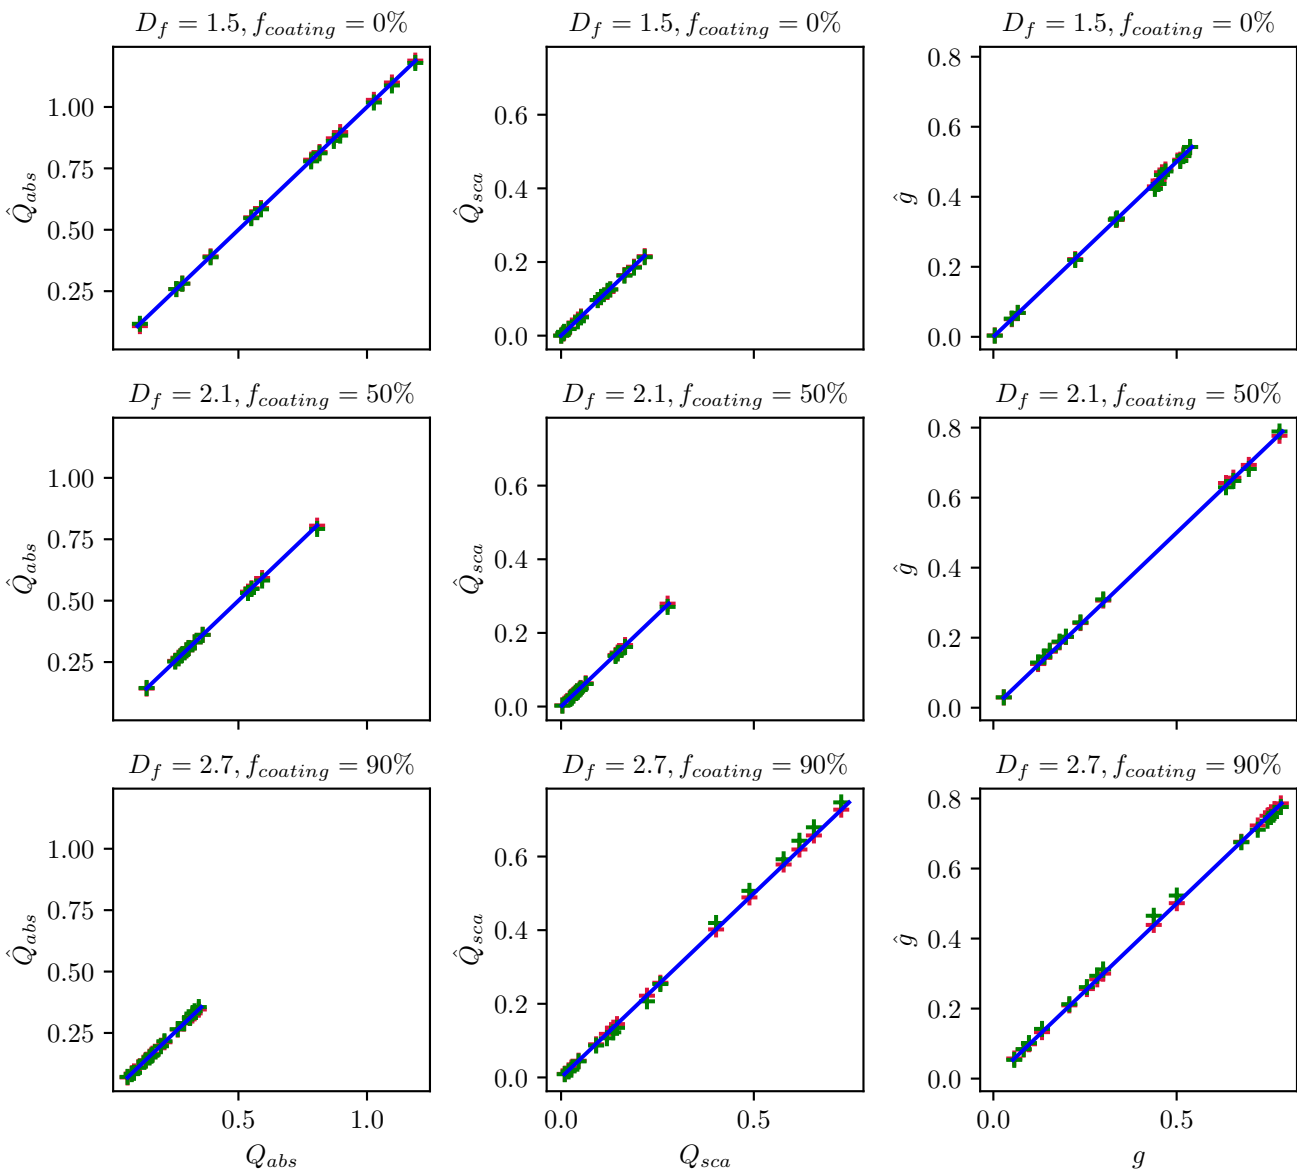 D_f = 1.5, f_coating = 0%
D_f = 1.5, f_coating = 0%
D_f = 1.5, f_coating = 0%
Q̂_abs
1.00
0.75
0.50
0.25
0.5
1.0
Q̂_sca
0.6
0.4
0.2
0.0
ĝ
0.8
0.6
0.4
0.2
0.0
D_f = 2.1, f_coating = 50%
D_f = 2.1, f_coating = 50%
D_f = 2.1, f_coating = 50%
Q̂_abs
1.00
0.75
0.50
0.25
Q̂_sca
0.6
0.4
0.2
0.0
ĝ
0.8
0.6
0.4
0.2
0.0
D_f = 2.7, f_coating = 90%
D_f = 2.7, f_coating = 90%
D_f = 2.7, f_coating = 90%
Q̂_abs
1.00
0.75
0.50
0.25
Q_abs
Q̂_sca
0.6
0.4
0.2
0.0
0.0
0.5
Q_sca
ĝ
0.8
0.6
0.4
0.2
0.0
0.0
0.5
g